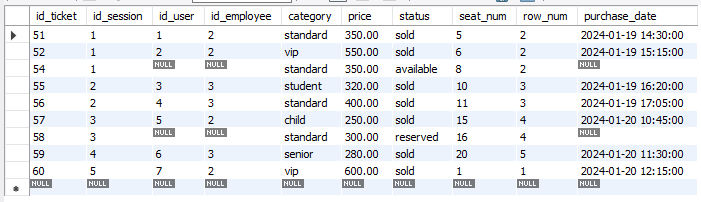 id_ticket id_session id_user id_employee category price status seat_num row_num purchase_date
51 1 1 2 standard 350.00 sold 5 2 2024-01-19 14:30:00
52 1 2 2 vip 550.00 sold 6 2 2024-01-19 15:15:00
54 1 NULL NULL standard 350.00 available 8 2 NULL
55 2 3 3 student 320.00 sold 10 3 2024-01-19 16:20:00
56 2 4 3 standard 400.00 sold 11 3 2024-01-19 17:05:00
57 3 5 2 child 250.00 sold 15 4 2024-01-20 10:45:00
58 3 NULL NULL standard 300.00 reserved 16 4 NULL
59 4 6 3 senior 280.00 sold 20 5 2024-01-20 11:30:00
60 5 7 2 vip 600.00 sold 1 1 2024-01-20 12:15:00
NULL NULL NULL NULL NULL NULL NULL NULL NULL NULL